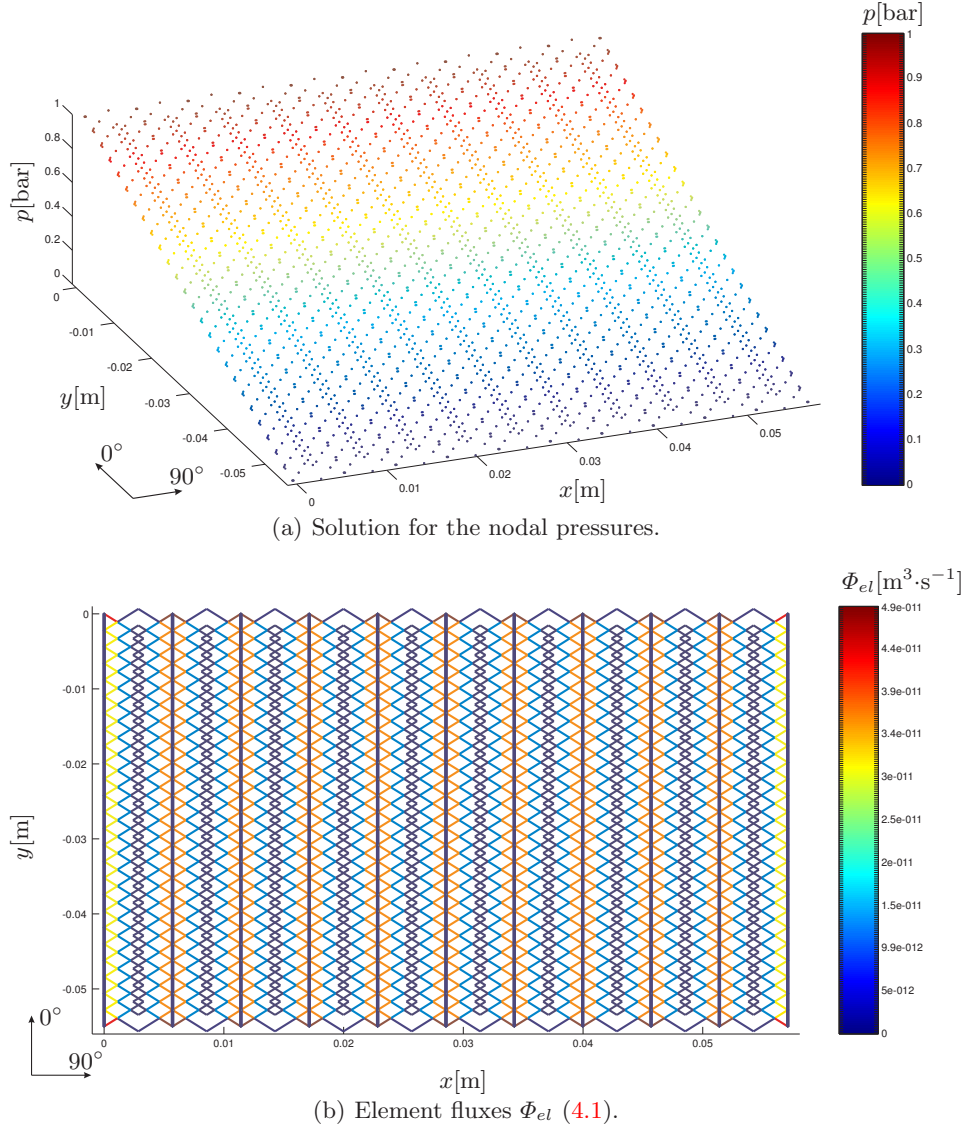 p[bar]
1
0.9
0.8
0.7
0.6
0.5
0.4
0.3
0.2
0.1
0
p[bar]
1
0.8
0.6
0.4
0.2
0
y[m]
0
-0.01
-0.02
-0.03
-0.04
-0.05
0° 90°
x[m]
0 0.01 0.02 0.03 0.04 0.05
(a) Solution for the nodal pressures.
Φel[m³·s⁻¹]
4.9e-011
4.4e-011
4e-011
3.5e-011
3e-011
2.5e-011
2e-011
1.5e-011
9.9e-012
5e-012
0
y[m]
0
-0.01
-0.02
-0.03
-0.04
-0.05
0° 90°
0 0.01 0.02 0.03 0.04 0.05
x[m]
(b) Element fluxes Φel (4.1).